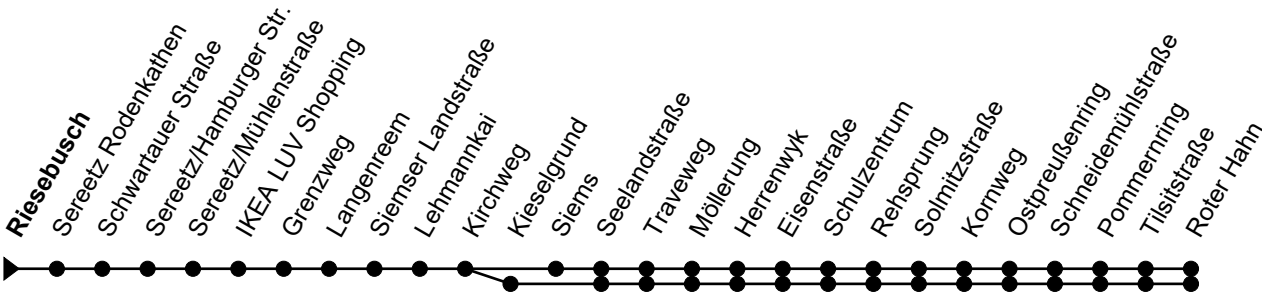 Riesebusch
Sereetz Rodenkathen
Schwartauer Straße
Sereetz/Hamburger Str.
Sereetz/Mühlenstraße
IKEA LUV Shopping
Grenzweg
Langenreem
Siemser Landstraße
Lehmannkai
Kirchweg
Kieselgrund
Siems
Seelandstraße
Traveweg
Möllerung
Herrenwyk
Eisenstraße
Schulzentrum
Rehsprung
Solmitzstraße
Kornweg
Ostpreußenring
Schneidemühlstraße
Pommernring
Tilsitstraße
Roter Hahn